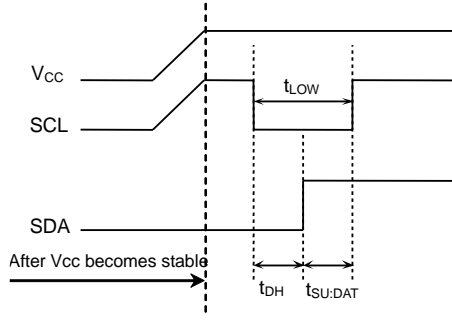 VCC
tLOW
SCL
SDA
After Vcc becomes stable
tDH
tSU:DAT